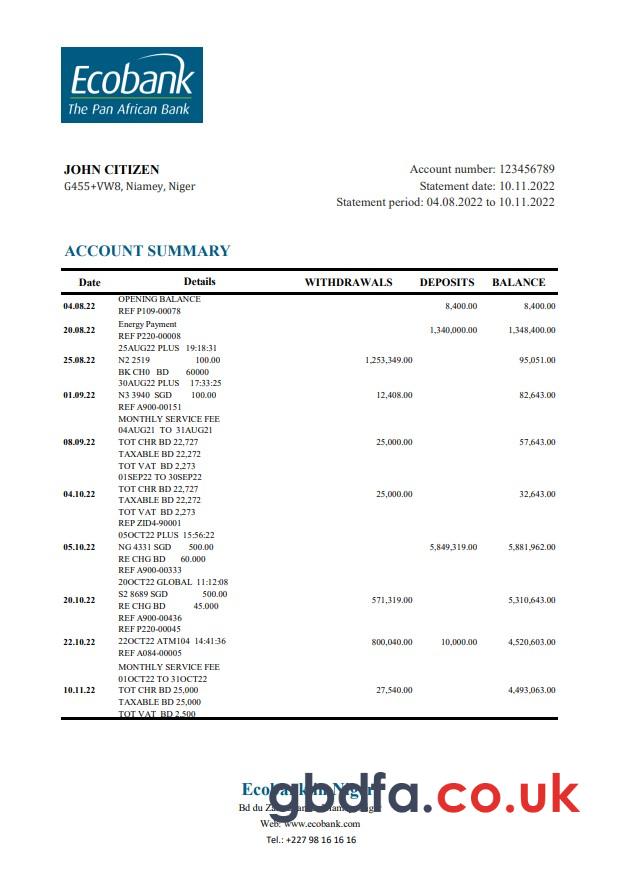 Ecobank
The Pan African Bank
JOHN CITIZEN
G455+VW8, Niamey, Niger
Account number: 123456789
Statement date: 10.11.2022
Statement period: 04.08.2022 to 10.11.2022
ACCOUNT SUMMARY
Date Details WITHDRAWALS DEPOSITS BALANCE
OPENING BALANCE
04.08.22 8,400.00 8,400.00
REF P109-00078
Energy Payment
20.08.22 1,340,000.00 1,348,400.00
REF P220-00008
25AUG22 PLUS 19:18:31
25.08.22 N2 2519 100.00 1,253,349.00 95,051.00
BK CH0 BD 60000
30AUG22 PLUS 17:33:25
01.09.22 N3 3940 SGD 100.00 12,408.00 82,643.00
REF A900-00151
MONTHLY SERVICE FEE
04AUG21 TO 31AUG21
08.09.22 TOT CHR BD 22,727 25,000.00 57,643.00
TAXABLE BD 22,272
TOT VAT BD 2,273
01SEP22 TO 30SEP22
04.10.22 TOT CHR BD 22,727 25,000.00 32,643.00
TAXABLE BD 22,272
TOT VAT BD 2,273
REP ZID4-90001
05OCT22 PLUS 15:56:22
05.10.22 NG 4331 SGD 500.00 5,849,319.00 5,881,962.00
RE CHG BD 60.000
REF A900-00333
20OCT22 GLOBAL 11:12:08
S2 8689 SGD 500.00
20.10.22 571,319.00 5,310,643.00
RE CHG BD 45.000
REF A900-00436
REF P220-00045
22.10.22 22OCT22 ATM104 14:41:36 800,040.00 10,000.00 4,520,603.00
REF A084-00005
MONTHLY SERVICE FEE
01OCT22 TO 31OCT22
10.11.22 TOT CHR BD 25,000 27,540.00 4,493,063.00
TAXABLE BD 25,000
TOT VAT BD 2,500
Ecobank
gbdfa.co.uk
Bd du
Web: www.ecobank.com
Tel.: +227 98 16 16 16